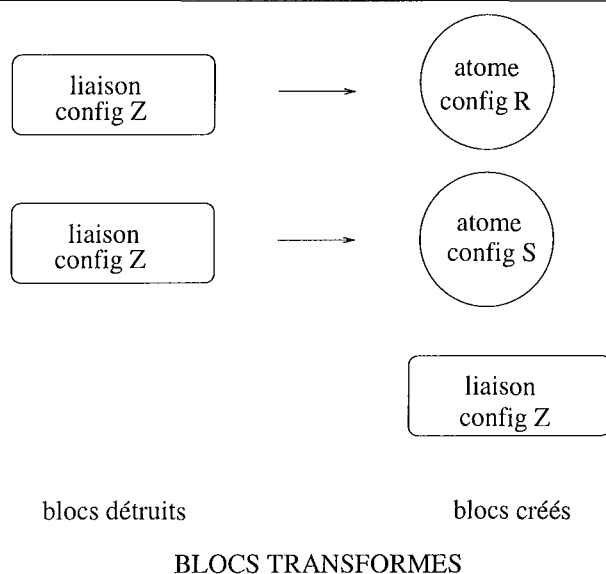 liaison
config Z
atome
config R
liaison
config Z
atome
config S
liaison
config Z
blocs détruits
blocs créés
BLOCS TRANSFORMES